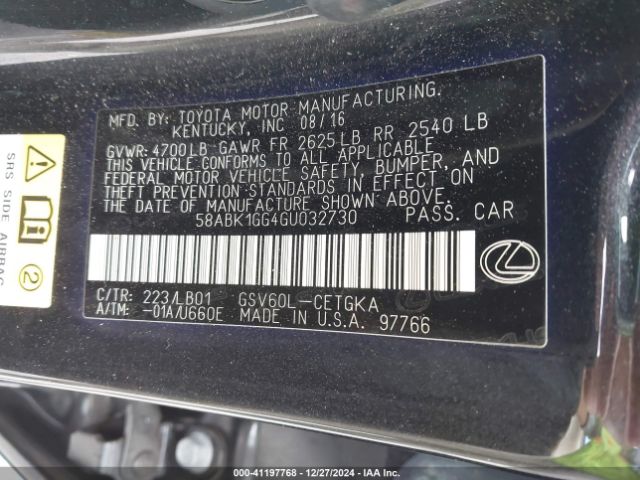 MFD. BY: TOYOTA MOTOR MANUFACTURING.
KENTUCKY, INC 08/16
GVWR: 4700LB GAWR FR 2625LB RR 2540 LB
THIS VEHICLE CONFORMS TO ALL APPLICABLE
FEDERAL MOTOR VEHICLE SAFETY, BUMPER, AND
THEFT PREVENTION STANDARDS IN EFFECT ON
THE DATE OF MANUFACTURE SHOWN ABOVE.
58ABK1GG4GU032730 PASS. CAR
C/TR: 223/LB01 GSV60L-CETGKA
A/TM: -01A/U660E MADE IN U.S.A. 97766
SRS SIDE AIRBAG
2
000-41197768 - 12/27/2024 - IAA Inc.